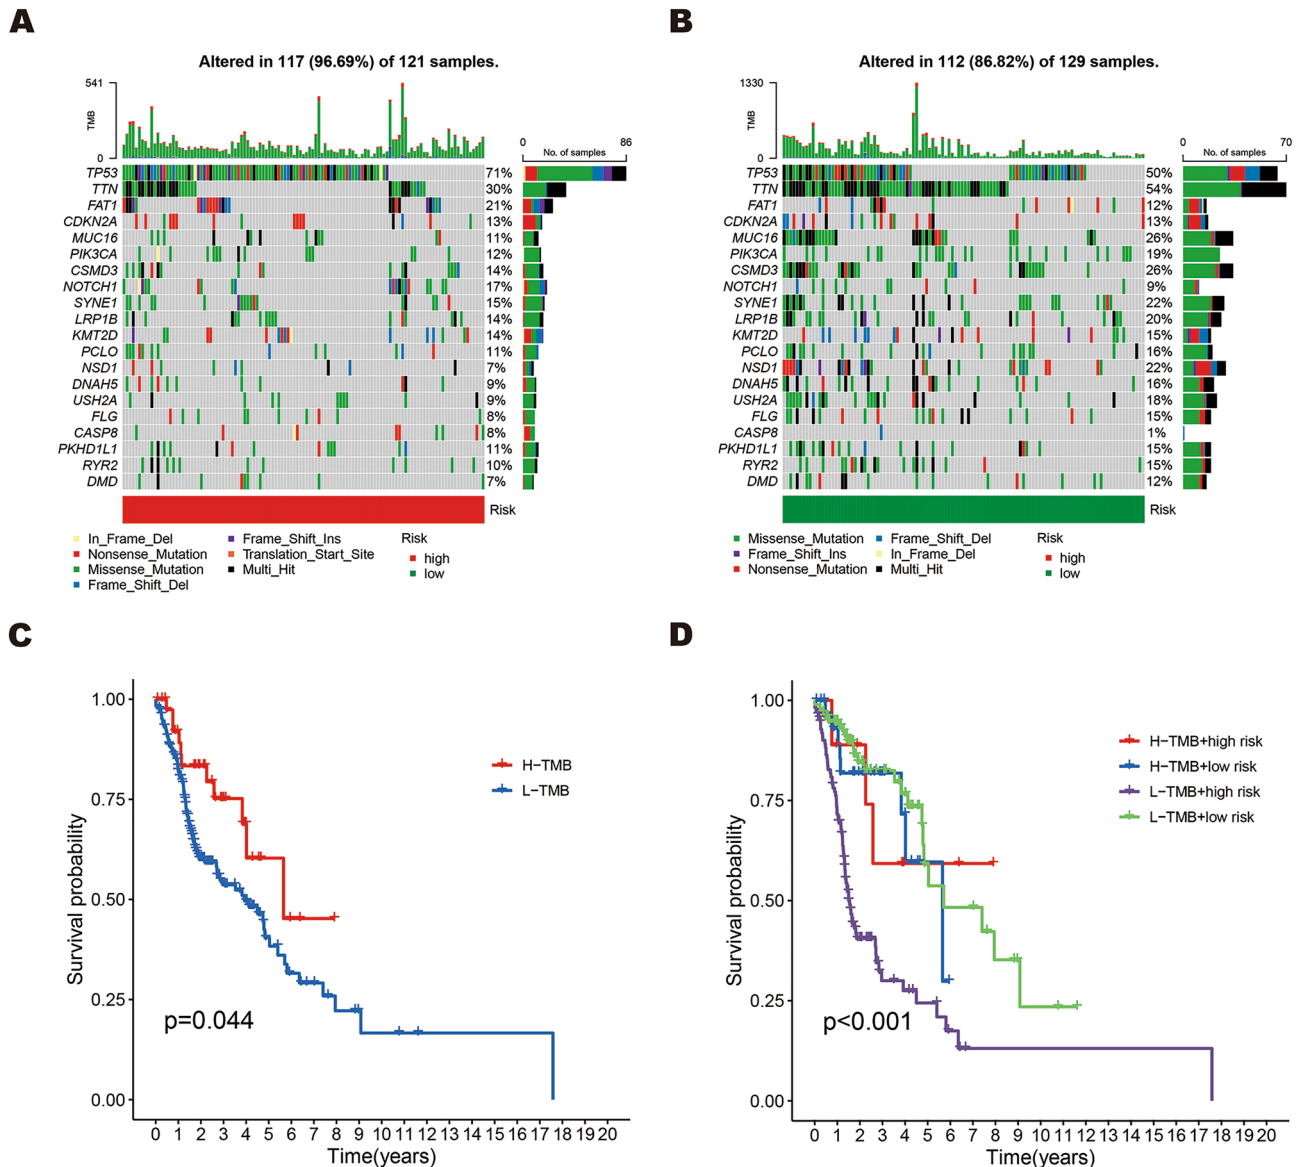 A
Altered in 117 (96.69%) of 121 samples.
541
0
TMB
0 86
No. of samples
TP53 71%
TTN 30%
FAT1 21%
CDKN2A 13%
MUC16 11%
PIK3CA 12%
CSMD3 14%
NOTCH1 17%
SYNE1 15%
LRP1B 14%
KMT2D 14%
PCLO 11%
NSD1 7%
DNAH5 9%
USH2A 9%
FLG 8%
CASP8 8%
PKHD1L1 11%
RYR2 10%
DMD 7%
Risk
In_Frame_Del
Nonsense_Mutation
Missense_Mutation
Frame_Shift_Del
Frame_Shift_Ins
Translation_Start_Site
Multi_Hit
Risk
high
low
B
Altered in 112 (86.82%) of 129 samples.
1330
0
TMB
0 70
No. of samples
TP53 50%
TTN 54%
FAT1 12%
CDKN2A 13%
MUC16 26%
PIK3CA 19%
CSMD3 26%
NOTCH1 9%
SYNE1 22%
LRP1B 20%
KMT2D 15%
PCLO 16%
NSD1 22%
DNAH5 16%
USH2A 18%
FLG 15%
CASP8 1%
PKHD1L1 15%
RYR2 15%
DMD 12%
Risk
Missense_Mutation
Frame_Shift_Ins
Nonsense_Mutation
Frame_Shift_Del
In_Frame_Del
Multi_Hit
Risk
high
low
C
Survival probability
1.00
0.75
0.50
0.25
0.00
H-TMB
L-TMB
p=0.044
0 1 2 3 4 5 6 7 8 9 10 11 12 13 14 15 16 17 18 19 20
Time(years)
D
Survival probability
1.00
0.75
0.50
0.25
0.00
H-TMB+high risk
H-TMB+low risk
L-TMB+high risk
L-TMB+low risk
p<0.001
0 1 2 3 4 5 6 7 8 9 10 11 12 13 14 15 16 17 18 19 20
Time(years)